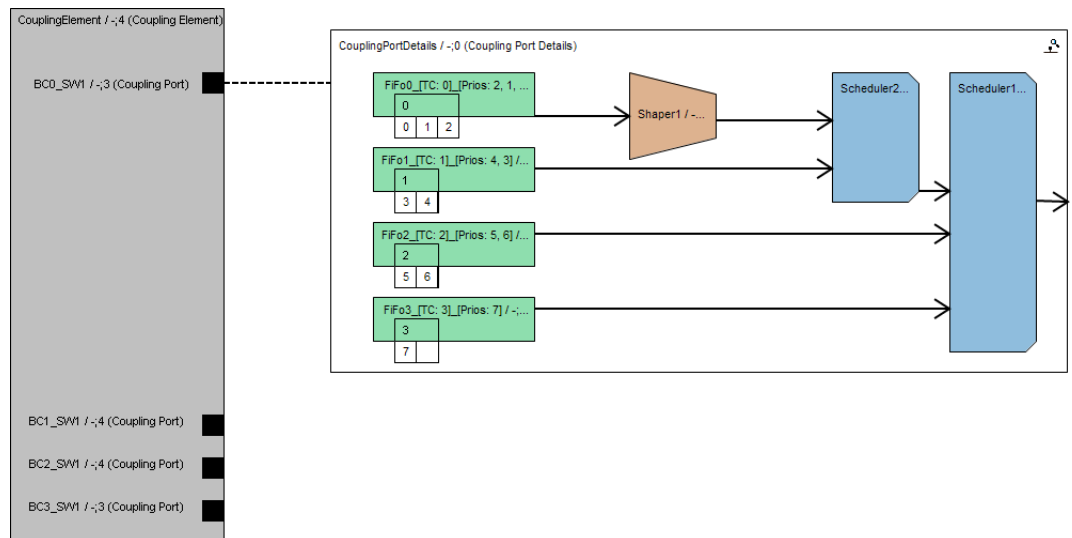 CouplingElement / -;4 (Coupling Element)
BC0_SW1 / -;3 (Coupling Port)
CouplingPortDetails / -;0 (Coupling Port Details)
FiFo0_[TC: 0]_[Prios: 2, 1, ...
0
0 1 2
Shaper1 / -...
Scheduler2...
Scheduler1...
FiFo1_[TC: 1]_[Prios: 4, 3] /...
1
3 4
FiFo2_[TC: 2]_[Prios: 5, 6] /...
2
5 6
FiFo3_[TC: 3]_[Prios: 7] / -;...
3
7
BC1_SW1 / -;4 (Coupling Port)
BC2_SW1 / -;4 (Coupling Port)
BC3_SW1 / -;3 (Coupling Port)